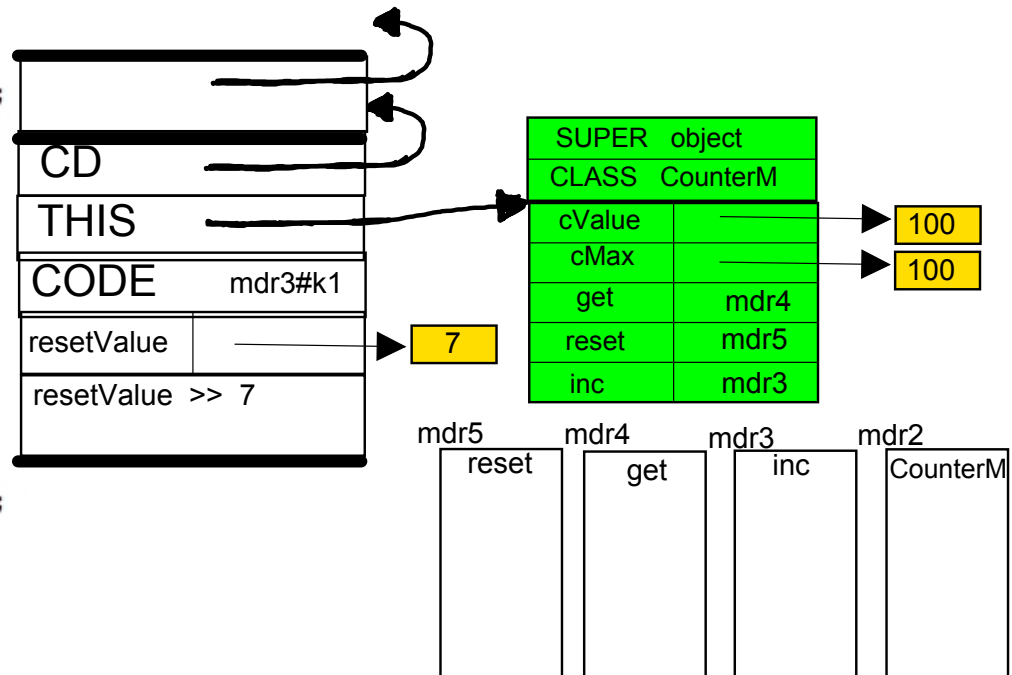 CD
THIS
CODE mdr3#k1
resetValue 7
resetValue >> 7
SUPER object
CLASS CounterM
cValue 100
cMax 100
get mdr4
reset mdr5
inc mdr3
mdr5 mdr4 mdr3 mdr2
reset get inc CounterM